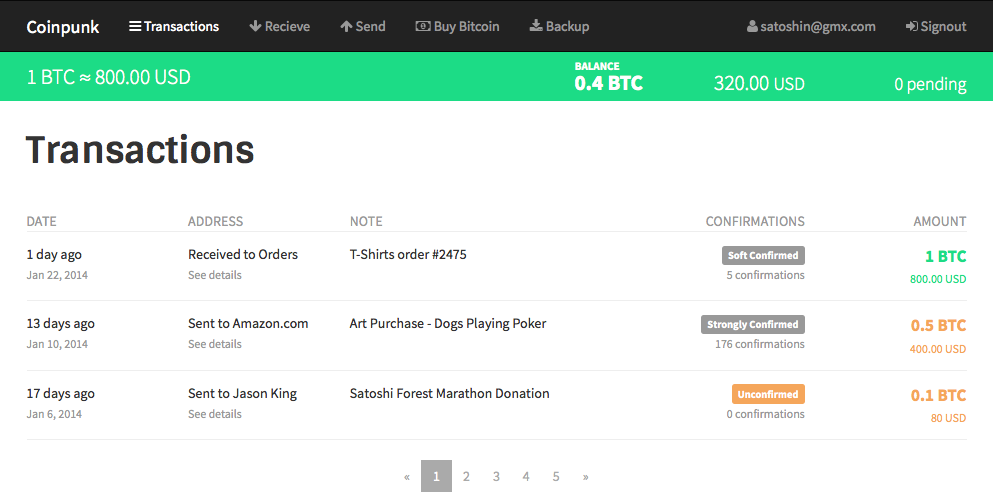 Coinpunk Transactions Recieve Send Buy Bitcoin Backup satoshin@gmx.com Signout
1 BTC ≈ 800.00 USD BALANCE 0.4 BTC 320.00 USD 0 pending
Transactions
DATE ADDRESS NOTE CONFIRMATIONS AMOUNT
1 day ago Received to Orders T-Shirts order #2475 Soft Confirmed 1 BTC
Jan 22, 2014 See details 5 confirmations 800.00 USD
13 days ago Sent to Amazon.com Art Purchase - Dogs Playing Poker Strongly Confirmed 0.5 BTC
Jan 10, 2014 See details 176 confirmations 400.00 USD
17 days ago Sent to Jason King Satoshi Forest Marathon Donation Unconfirmed 0.1 BTC
Jan 6, 2014 See details 0 confirmations 80 USD
« 1 2 3 4 5 »